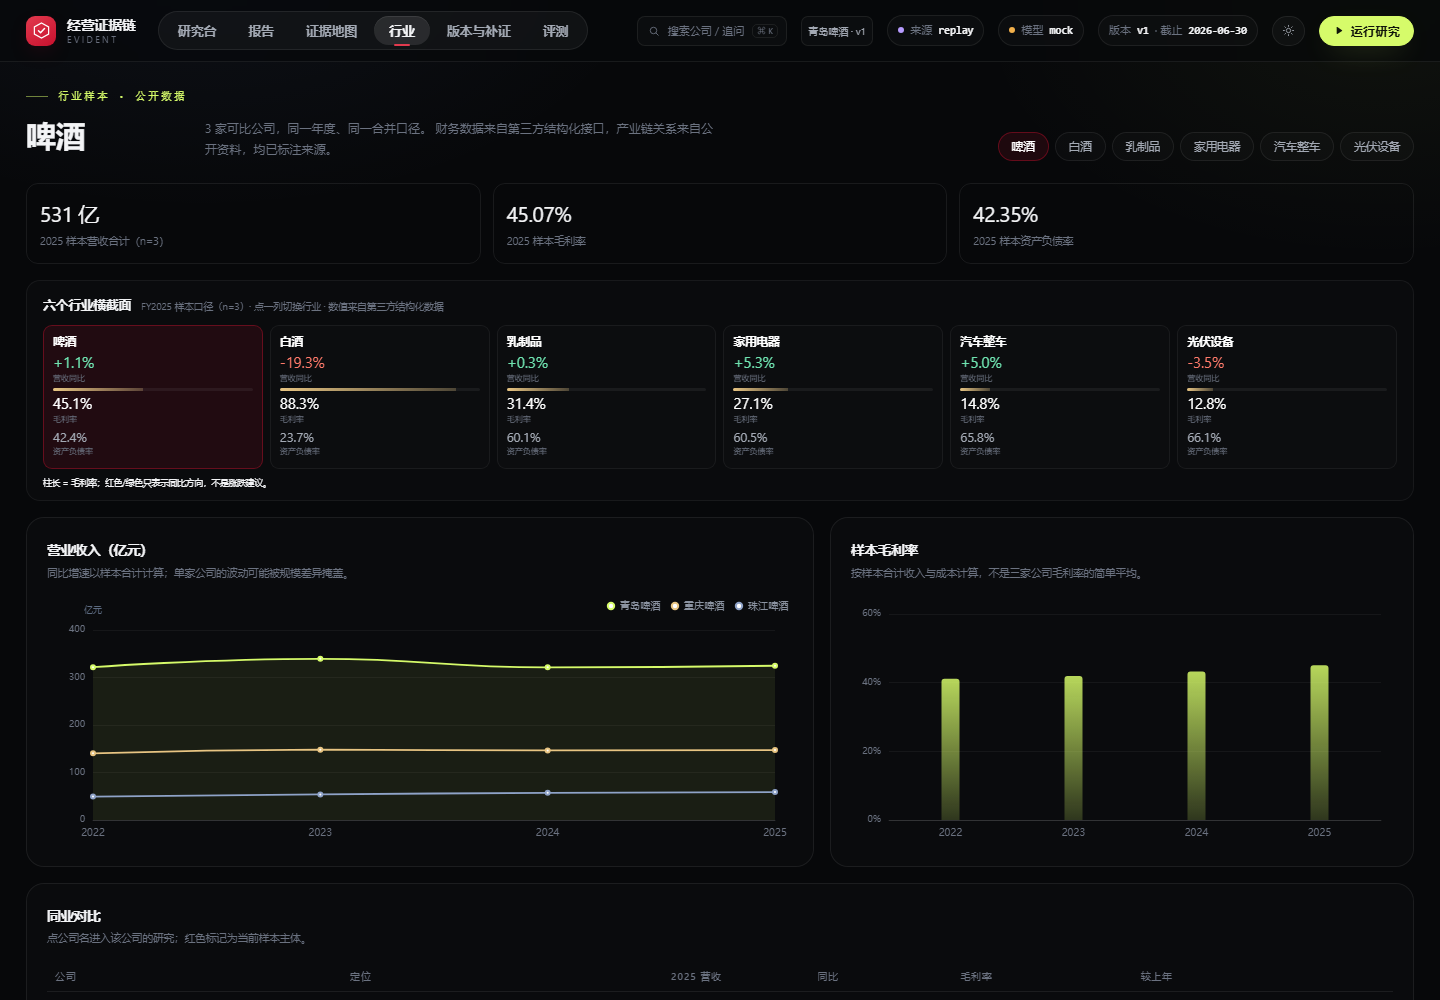 经营证据链
EVIDENT
研究台 报告 证据地图 行业 版本与补证 评测
搜索公司 / 追问 ⌘ K
青岛啤酒 · v1
来源 replay
模型 mock
版本 v1 · 截止 2026-06-30
运行研究
行业样本 · 公开数据
啤酒
3 家可比公司，同一年度、同一合并口径。 财务数据来自第三方结构化接口，产业链关系来自公
开资料，均已标注来源。
啤酒 白酒 乳制品 家用电器 汽车整车 光伏设备
531 亿
2025 样本营收合计（n=3）
45.07%
2025 样本毛利率
42.35%
2025 样本资产负债率
六个行业横截面 FY2025 样本口径（n=3）· 点一列切换行业 · 数值来自第三方结构化数据
啤酒
+1.1%
营收同比
45.1%
毛利率
42.4%
资产负债率
白酒
-19.3%
营收同比
88.3%
毛利率
23.7%
资产负债率
乳制品
+0.3%
营收同比
31.4%
毛利率
60.1%
资产负债率
家用电器
+5.3%
营收同比
27.1%
毛利率
60.5%
资产负债率
汽车整车
+5.0%
营收同比
14.8%
毛利率
65.8%
资产负债率
光伏设备
-3.5%
营收同比
12.8%
毛利率
66.1%
资产负债率
柱长 = 毛利率；红色/绿色只表示同比方向，不是涨跌建议。
营业收入（亿元）
同比增速以样本合计计算；单家公司的波动可能被规模差异掩盖。
青岛啤酒 重庆啤酒 珠江啤酒
亿元
400
300
200
100
0
2022 2023 2024 2025
样本毛利率
按样本合计收入与成本计算，不是三家公司毛利率的简单平均。
60%
40%
20%
0%
2022 2023 2024 2025
同业对比
点公司名进入该公司的研究；红色标记为当前样本主体。
公司 定位 2025 营收 同比 毛利率 较上年